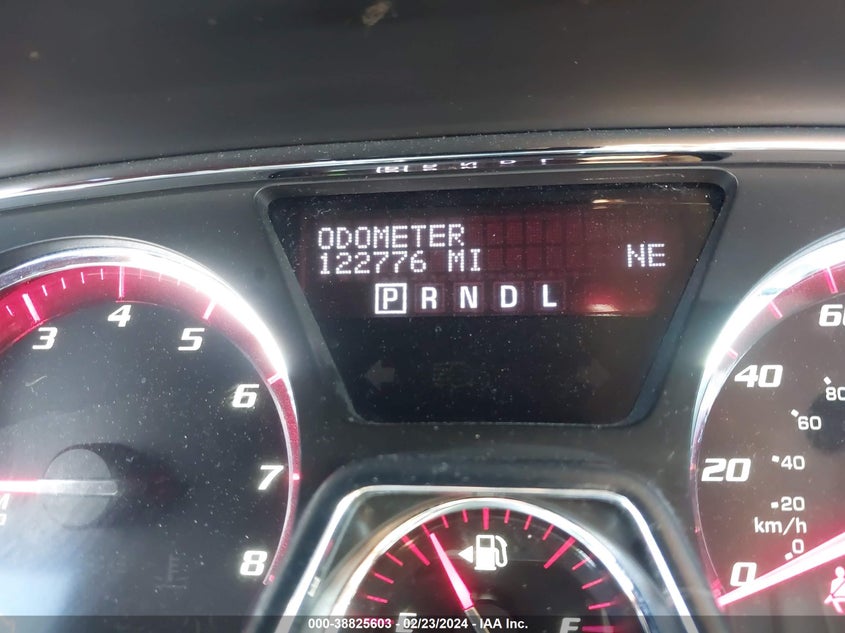 ODOMETER
122776 MI NE
P R N D L
3 4 5 6 7 8
0 20 40 60
0 20 40 60 80
km/h
E F
000-38825603 - 02/23/2024 - IAA Inc.